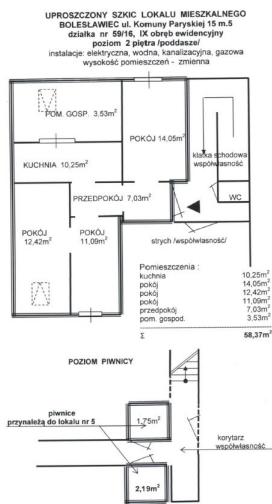 UPROSZCZONY SZKIC LOKALU MIESZKALNEGO
BOLESŁAWIEC ul. Komuny Paryskiej 15 m.5
działka nr 59/16, IX obręb ewidencyjny
poziom 2 piętra /poddasze/
instalacje: elektryczna, wodna, kanalizacyjna, gazowa
wysokość pomieszczeń - zmienna
POM. GOSP. 3,53m²
POKÓJ 14,05m²
KUCHNIA 10,25m²
klatka schodowa
współwłasność
PRZEDPOKÓJ 7,03m²
WC
POKÓJ
12,42m²
POKÓJ
11,09m²
strych /współwłasność/
Pomieszczenia :
kuchnia 10,25m²
pokój 14,05m²
pokój 12,42m²
pokój 11,09m²
przedpokój 7,03m²
pom. gospod. 3,53m²
Σ 58,37m²
POZIOM PIWNICY
piwnice
przynależą do lokalu nr 5
1,75m²
korytarz
współwłasność
2,19m²